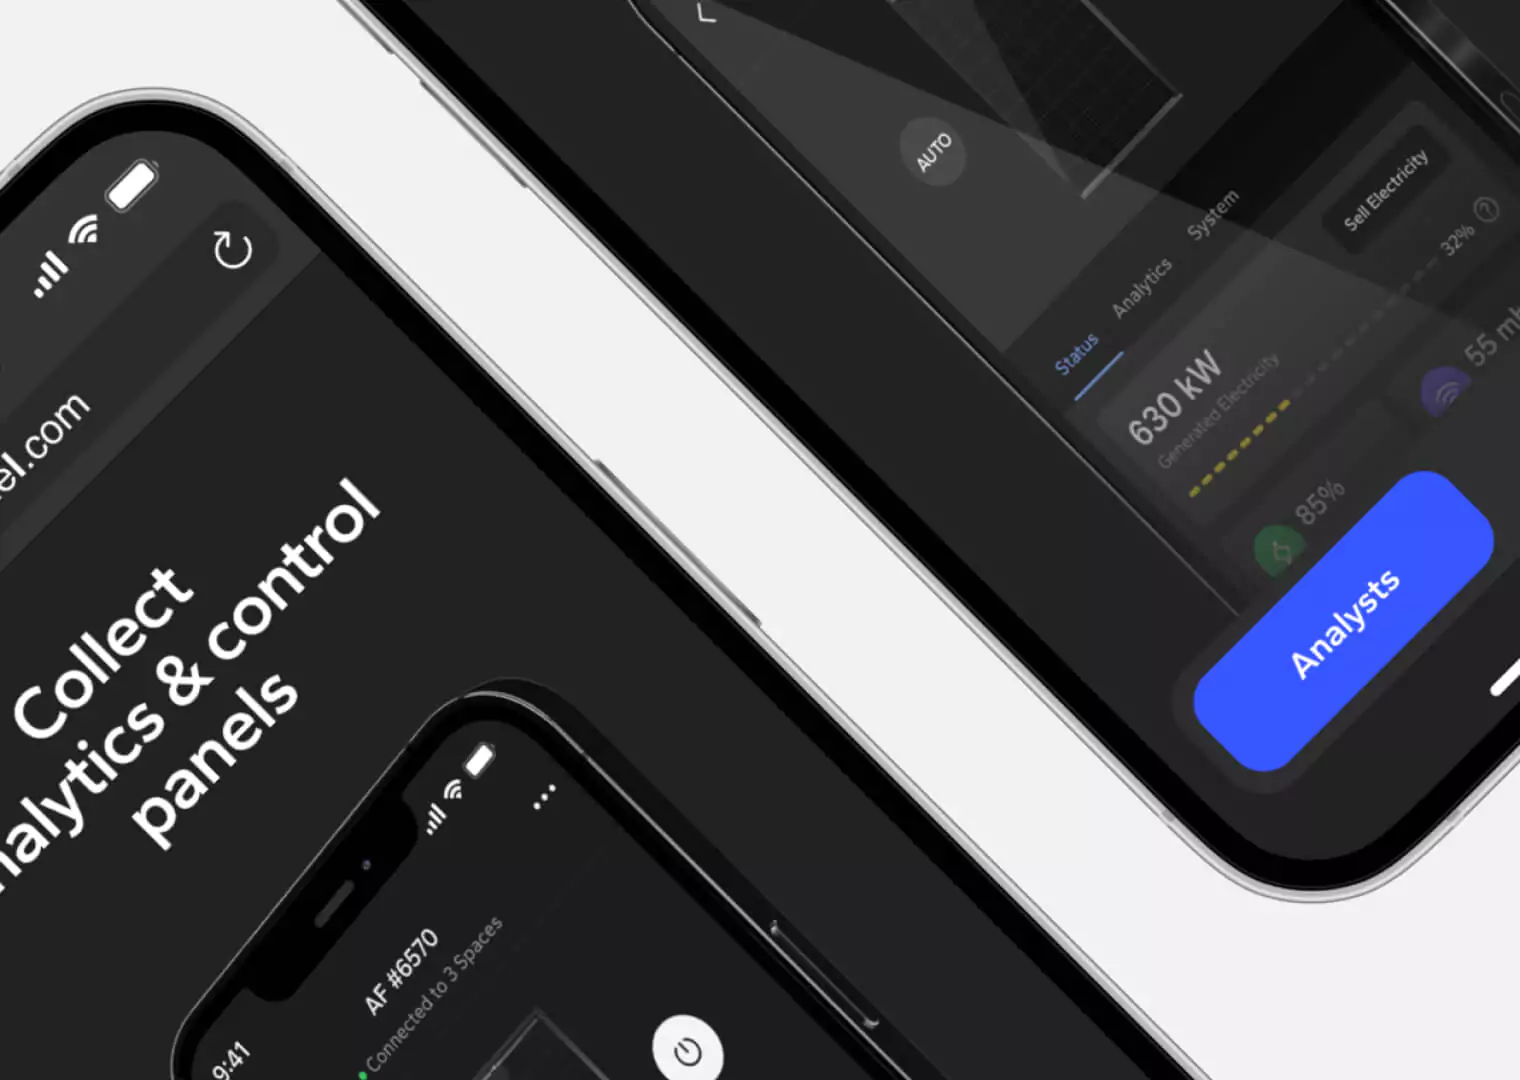 el.com
Collect
nalytics & control
panels
9:41
AF #6570
Connected to 3 Spaces
AUTO
Status Analytics System
630 kW
Generated Electricity
Sell Electricity
32%
85%
55
Analysts